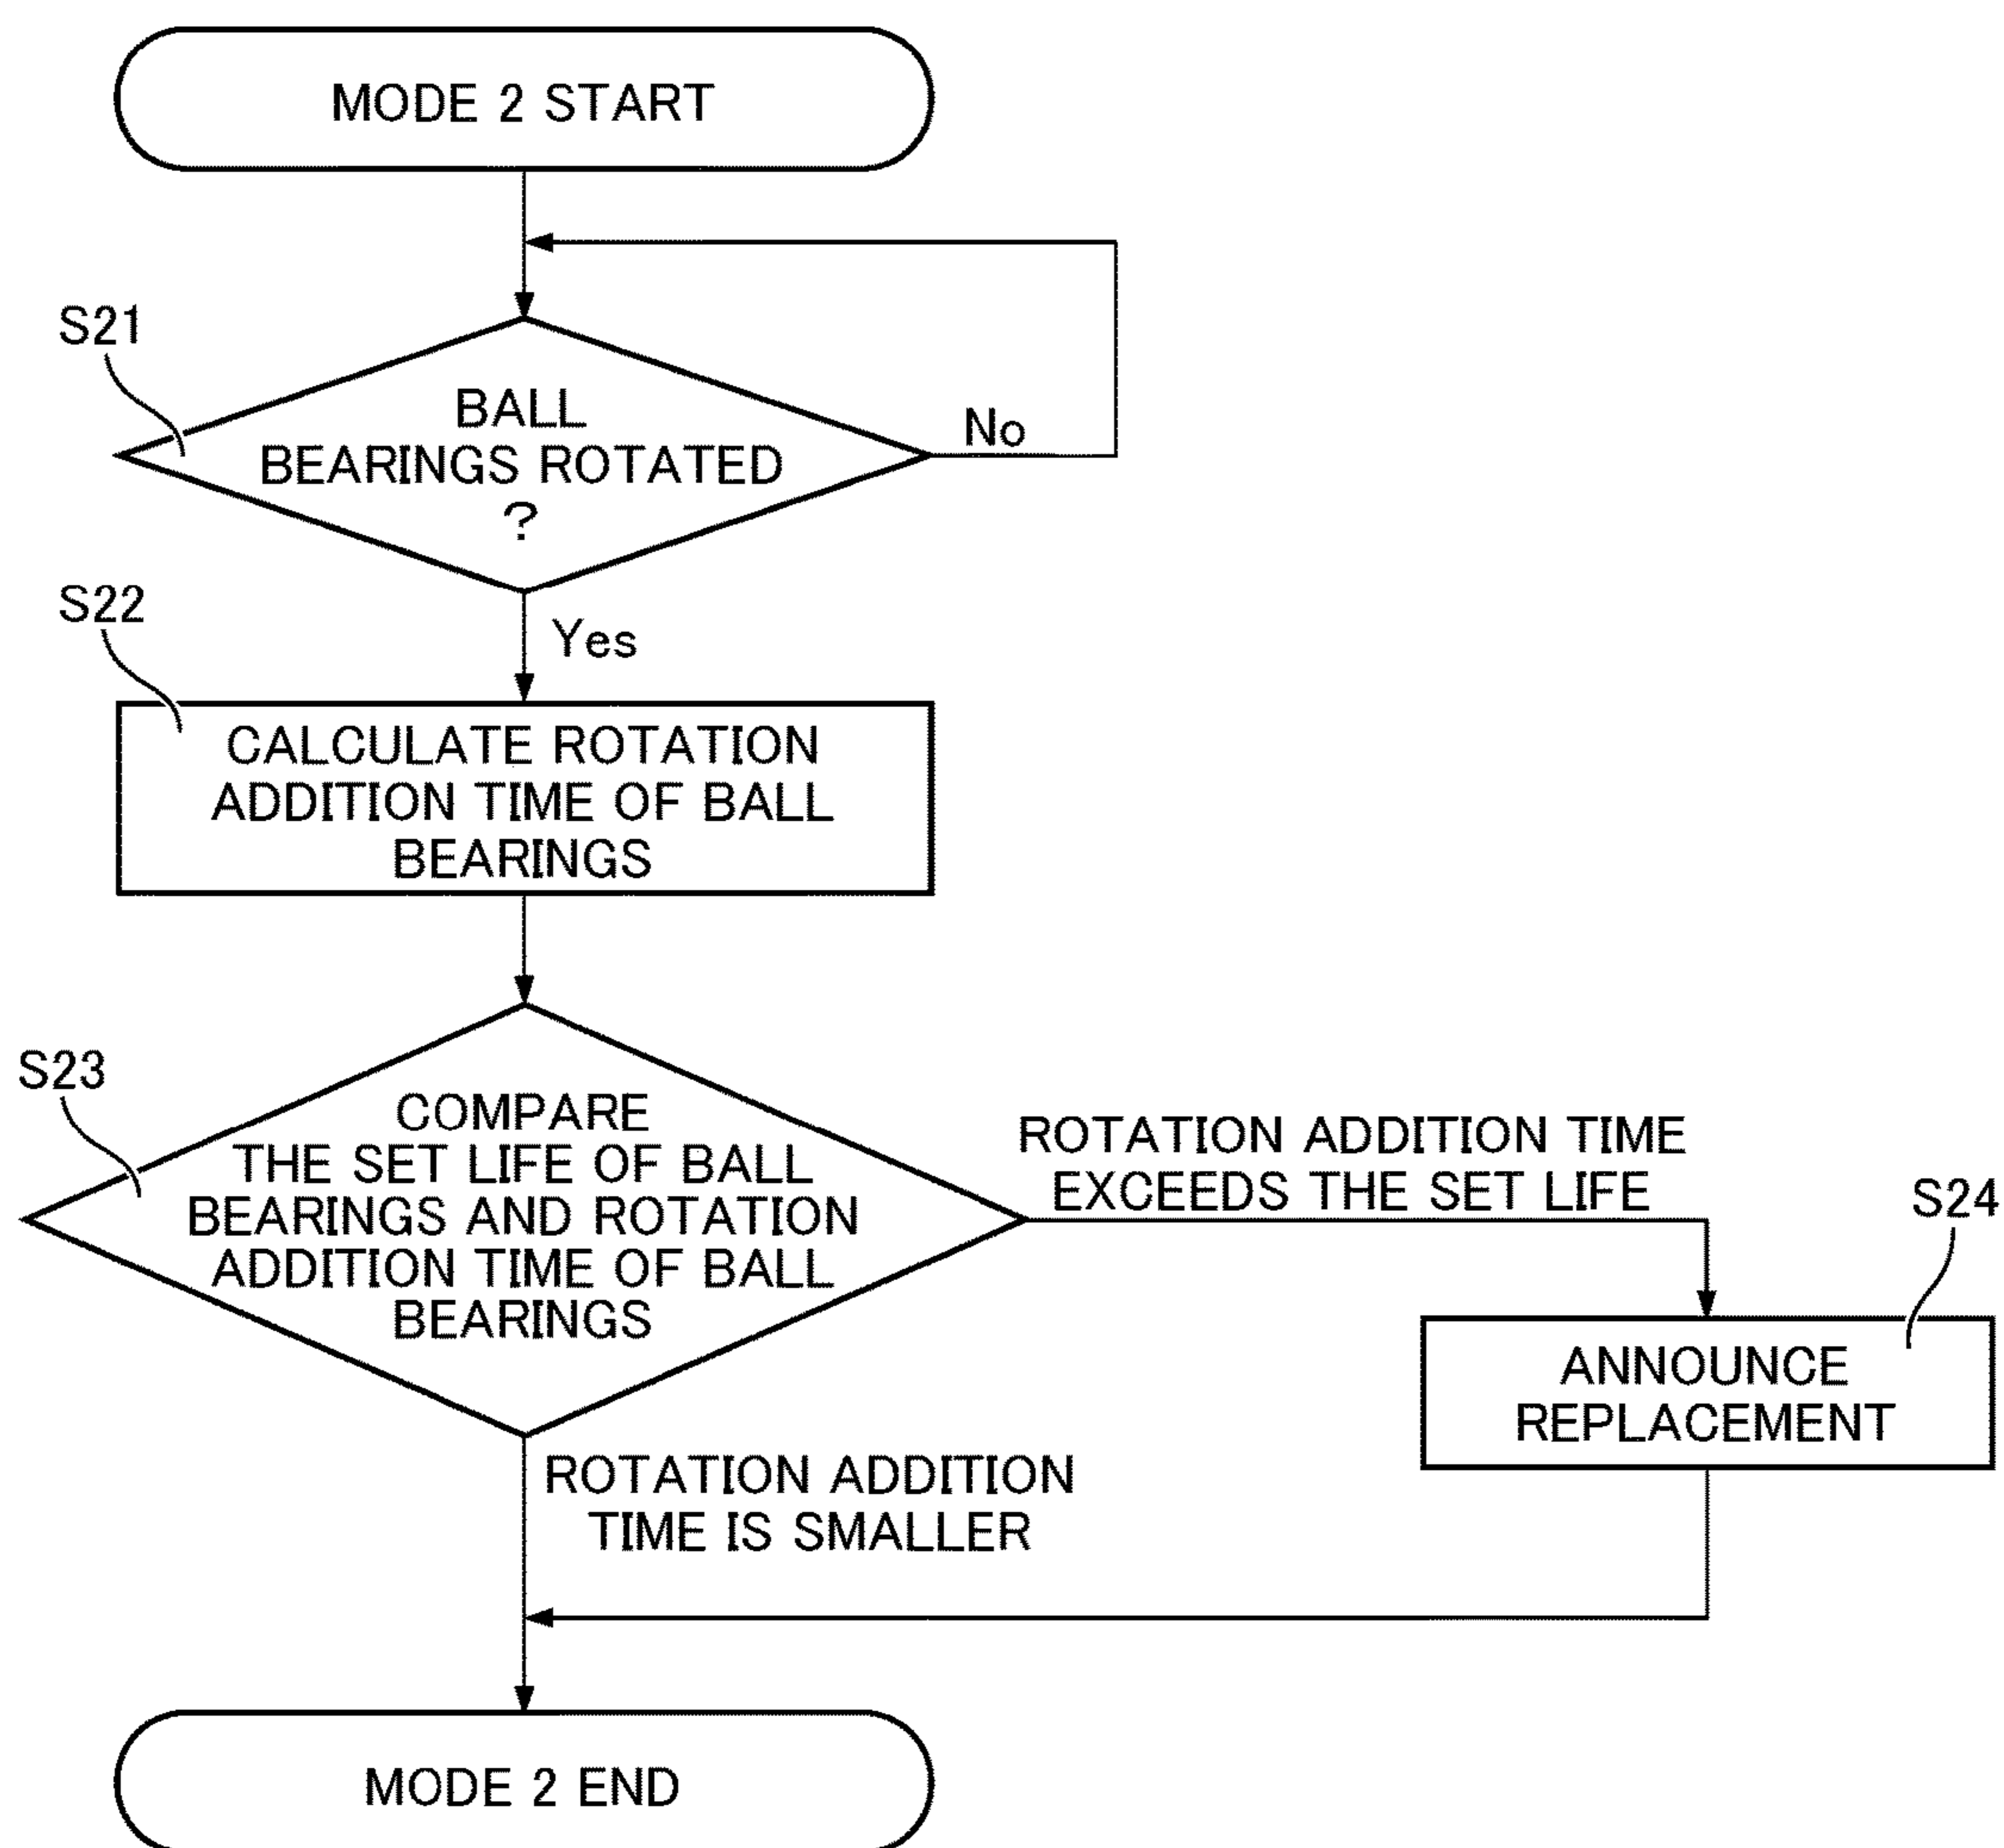 MODE 2 START
S21
BALL
BEARINGS ROTATED
?
No
S22
Yes
CALCULATE ROTATION
ADDITION TIME OF BALL
BEARINGS
S23
COMPARE
THE SET LIFE OF BALL
BEARINGS AND ROTATION
ADDITION TIME OF BALL
BEARINGS
ROTATION ADDITION TIME
EXCEEDS THE SET LIFE
S24
ANNOUNCE
REPLACEMENT
ROTATION ADDITION
TIME IS SMALLER
MODE 2 END